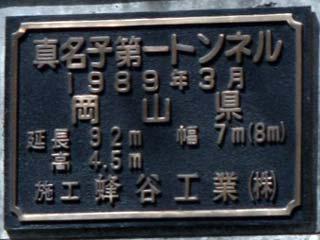 真名子第一トンネル
1989年3月
岡山県
延長 92m 幅 7m(8m)
高 4.5m
施工 蜂谷工業(株)